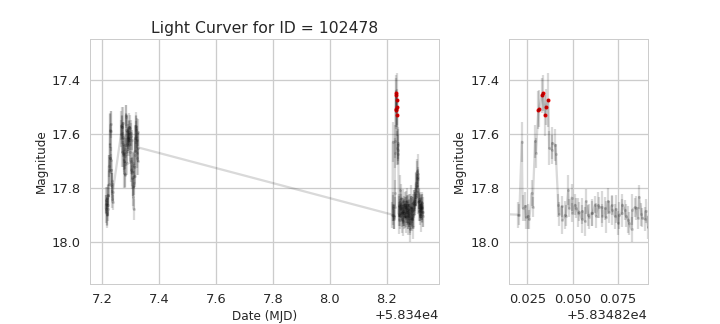 Light Curver for ID = 102478
17.4
17.6
17.8
18.0
Magnitude
7.2
7.4
7.6
7.8
8.0
8.2
Date (MJD)
+5.834e4
17.4
17.6
17.8
18.0
Magnitude
0.025
0.050
0.075
+5.83482e4